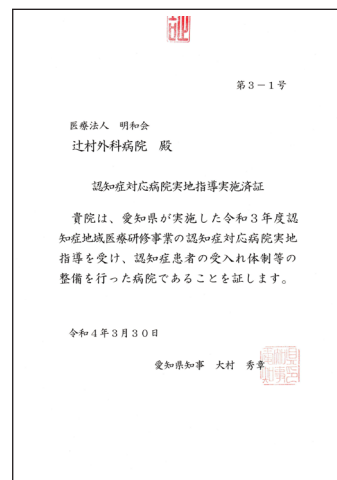 第３－１号
医療法人　明和会
辻村外科病院　殿
認知症対応病院実地指導実施済証
貴院は、愛知県が実施した令和３年度認
知症地域医療研修事業の認知症対応病院実地
指導を受け、認知症患者の受入れ体制等の
整備を行った病院であることを証します。
令和４年３月３０日
愛知県知事　大村　秀章